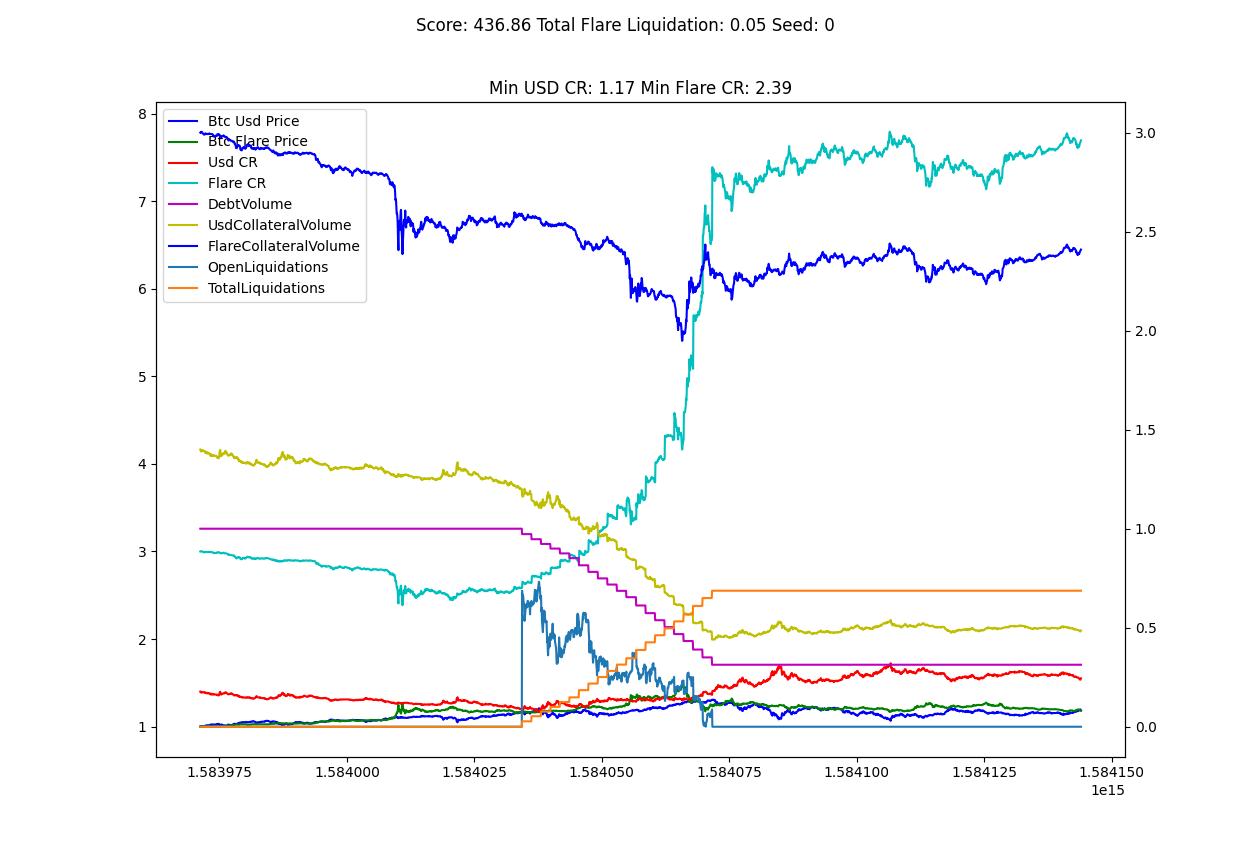 Score: 436.86 Total Flare Liquidation: 0.05 Seed: 0
Min USD CR: 1.17 Min Flare CR: 2.39
Btc Usd Price
Btc Flare Price
Usd CR
Flare CR
DebtVolume
UsdCollateralVolume
FlareCollateralVolume
OpenLiquidations
TotalLiquidations
8
7
6
5
4
3
2
1
3.0
2.5
2.0
1.5
1.0
0.5
0.0
1.583975 1.584000 1.584025 1.584050 1.584075 1.584100 1.584125 1.584150
1e15